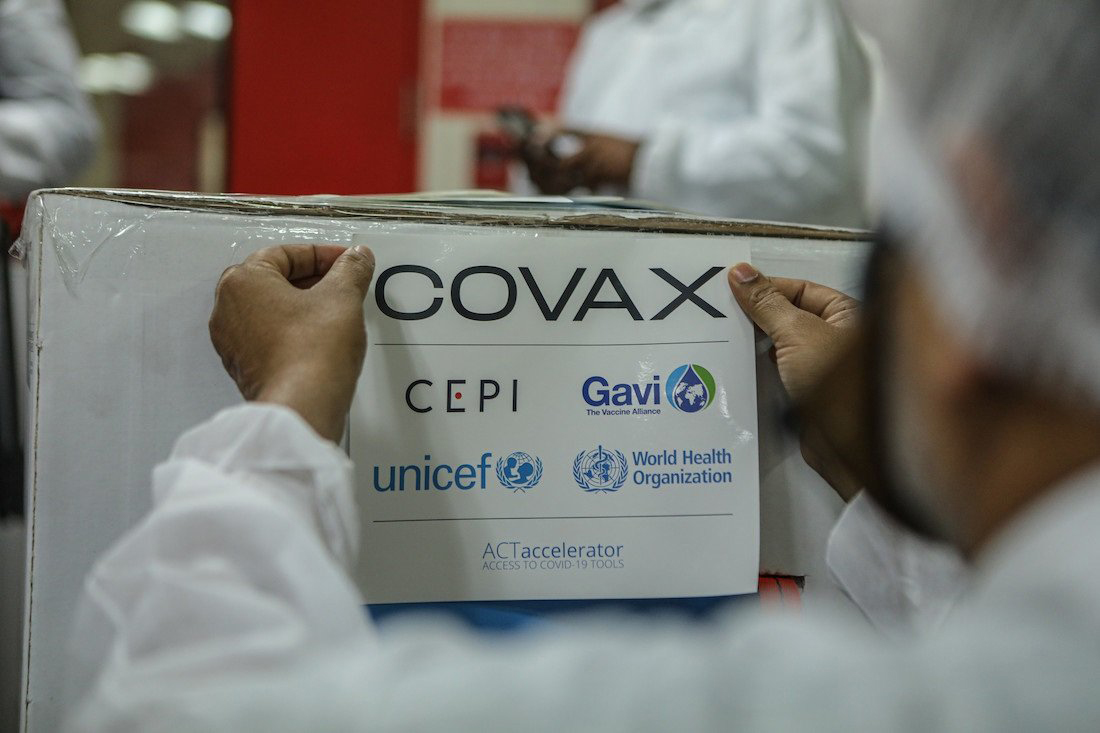 COVAX
CEPI
Gavi
The Vaccine Alliance
unicef
World Health
Organization
ACTaccelerator
ACCESS TO COVID-19 TOOLS